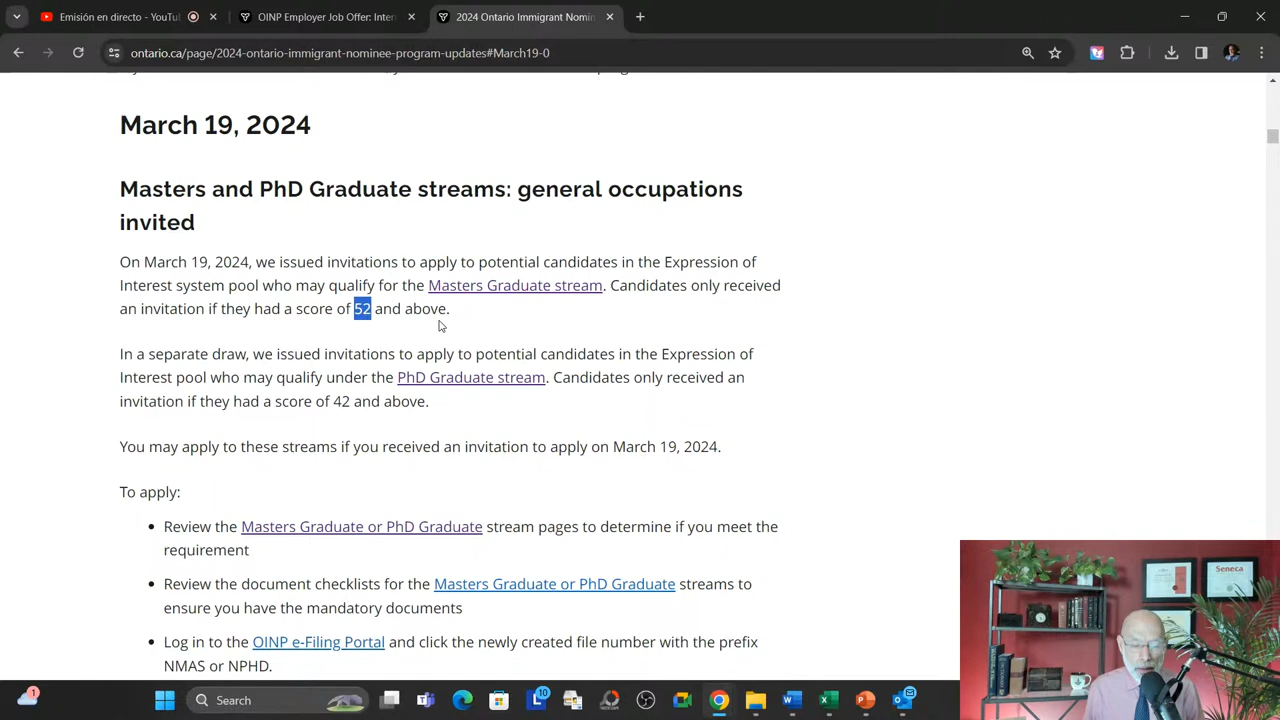 Emisión en directo - YouTu
OINP Employer Job Offer: Inter
2024 Ontario Immigrant Nomin
ontario.ca/page/2024-ontario-immigrant-nominee-program-updates#March19-0
March 19, 2024
Masters and PhD Graduate streams: general occupations
invited
On March 19, 2024, we issued invitations to apply to potential candidates in the Expression of
Interest system pool who may qualify for the Masters Graduate stream. Candidates only received
an invitation if they had a score of 52 and above.
In a separate draw, we issued invitations to apply to potential candidates in the Expression of
Interest pool who may qualify under the PhD Graduate stream. Candidates only received an
invitation if they had a score of 42 and above.
You may apply to these streams if you received an invitation to apply on March 19, 2024.
To apply:
• Review the Masters Graduate or PhD Graduate stream pages to determine if you meet the
requirement
• Review the document checklists for the Masters Graduate or PhD Graduate streams to
ensure you have the mandatory documents
• Log in to the OINP e-Filing Portal and click the newly created file number with the prefix
NMAS or NPHD.
Seneca
1
Search
10